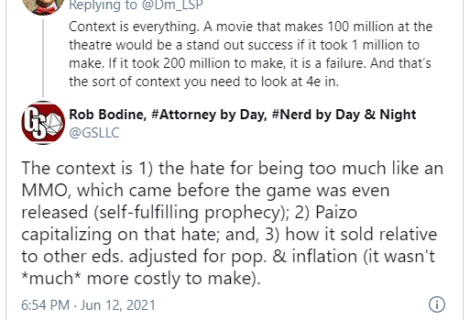 Replying to @Dm_LSP
Context is everything. A movie that makes 100 million at the
theatre would be a stand out success if it took 1 million to
make. If it took 200 million to make, it is a failure. And that's
the sort of context you need to look at 4e in.
GSLLC
Rob Bodine, #Attorney by Day, #Nerd by Day & Night
@GSLLC
The context is 1) the hate for being too much like an
MMO, which came before the game was even
released (self-fulfilling prophecy); 2) Paizo
capitalizing on that hate; and, 3) how it sold relative
to other eds. adjusted for pop. & inflation (it wasn't
*much* more costly to make).
6:54 PM · Jun 12, 2021